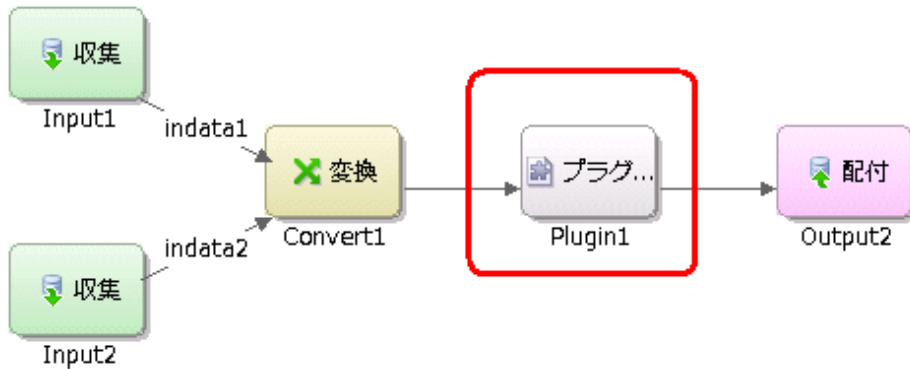 収集
Input1
indata1
変換
Convert1
プラグ...
Plugin1
配付
Output2
indata2
収集
Input2